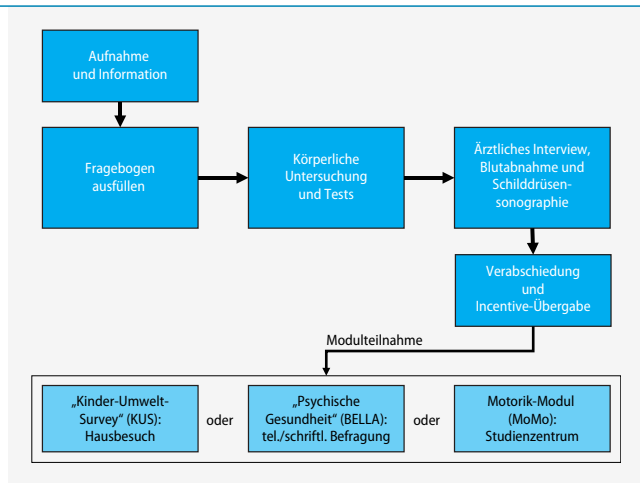 Aufnahme
und Information
Fragebogen
ausfüllen
Körperliche
Untersuchung
und Tests
Ärztliches Interview,
Blutabnahme und
Schilddrüsen-
sonographie
Verabschiedung
und
Incentive-Übergabe
Modulteilnahme
„Kinder-Umwelt-
Survey“ (KUS):
Hausbesuch
oder
„Psychische
Gesundheit“ (BELLA):
tel./schriftl. Befragung
oder
Motorik-Modul
(MoMo):
Studienzentrum